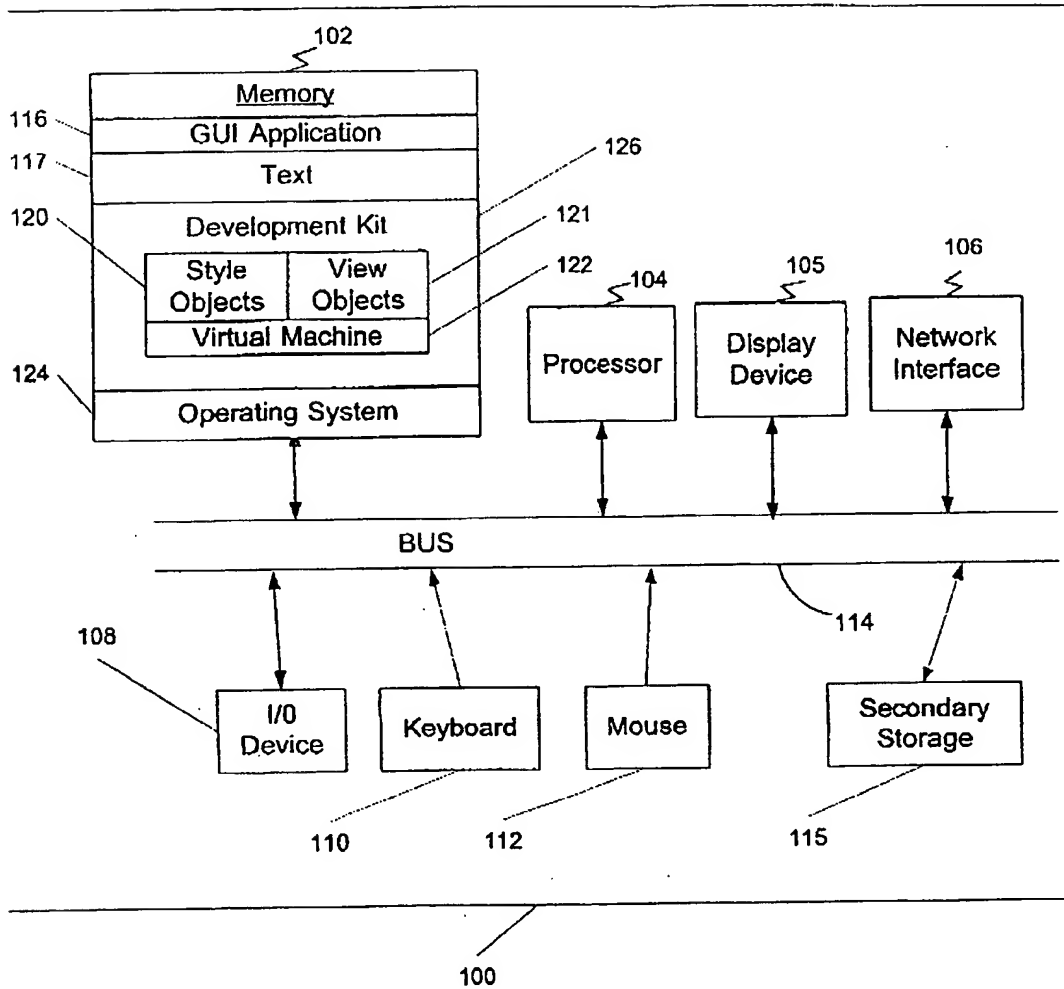 102
Memory
116
GUI Application
117
Text
126
Development Kit
120
121
Style
Objects
View
Objects
122
Virtual Machine
124
Operating System
104
Processor
105
Display
Device
106
Network
Interface
BUS
114
108
I/0
Device
Keyboard
Mouse
Secondary
Storage
110
112
115
100